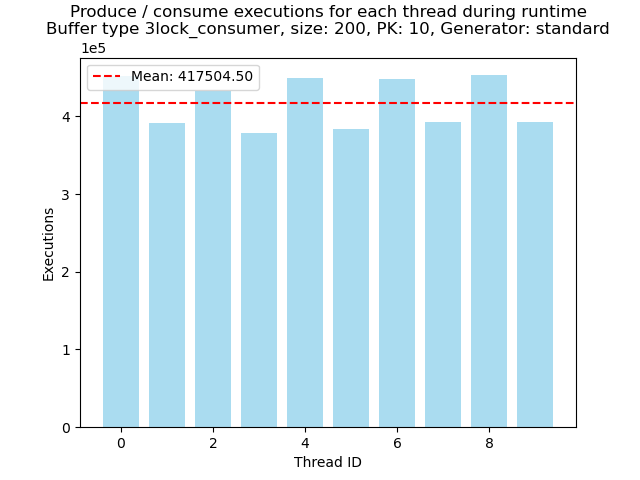 Produce / consume executions for each thread during runtime
Buffer type 3lock_consumer, size: 200, PK: 10, Generator: standard
1e5
Mean: 417504.50
4
3
2
1
0
Executions
0 2 4 6 8
Thread ID